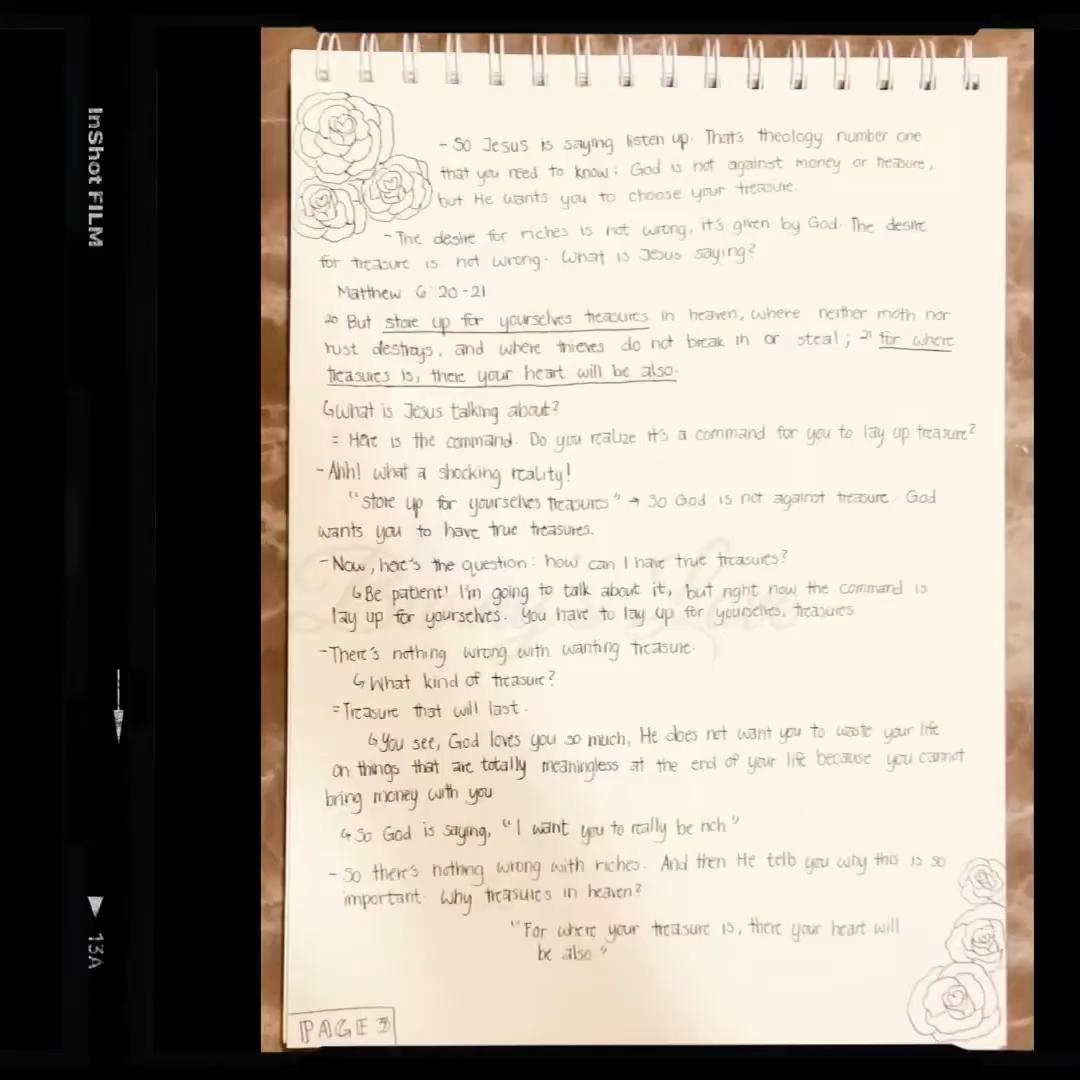 InShot FILM
13A
- So Jesus is saying listen up. That's theology number one
that you need to know: God is not against money or treasure,
but He wants you to choose your treasure.
- The desire for riches is not wrong, it's given by God. The desire
for treasure is not wrong. What is Jesus saying?
Matthew 6:20-21
20 But store up for yourselves treasures in heaven, where neither moth nor
rust destroys, and where thieves do not break in or steal; 21 for where
treasures is, there your heart will be also.
↳ What is Jesus talking about?
= Here is the command. Do you realize it's a command for you to lay up treasure?
- Ahh! What a shocking reality!
"store up for yourselves treasures" → So God is not against treasure. God
wants you to have true treasures.
- Now, here's the question: how can I have true treasures?
↳ Be patient! I'm going to talk about it, but right now the command is
lay up for yourselves. You have to lay up for yourselves, treasures
- There's nothing wrong with wanting treasure.
↳ What kind of treasure?
= Treasure that will last.
↳ You see, God loves you so much, He does not want you to waste your life
on things that are totally meaningless at the end of your life because you cannot
bring money with you
↳ So God is saying, "I want you to really be rich"
- So there's nothing wrong with riches. And then He tells you why this is so
important. Why treasures in heaven?
"For where your treasure is, there your heart will
be also"
PAGE 3